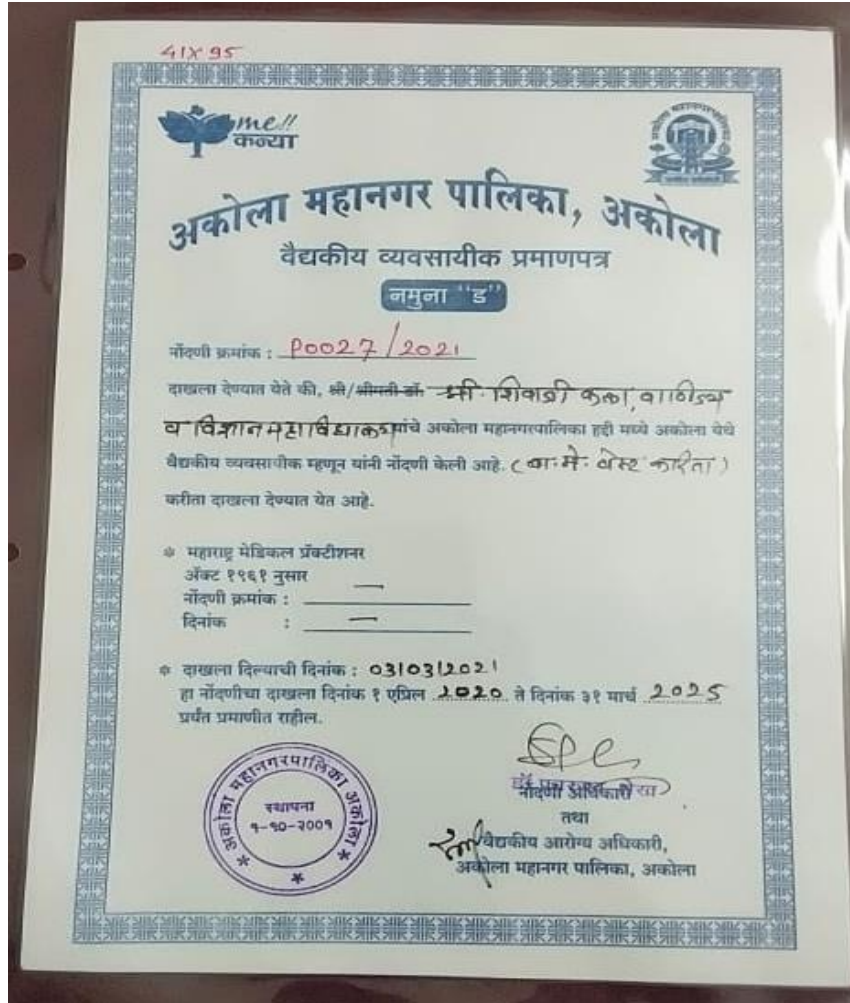 41X95
me!!
कन्या
अकोला महानगर पालिका, अकोला
वैद्यकीय व्यवसायीक प्रमाणपत्र
नमुना "ड"
नोंदणी क्रमांक : P0027/2021
दाखला देण्यात येते की, श्री/श्रीमती डॉ. श्री. शिवाजी कला, वाणिज्य
व विज्ञान महाविद्यालय यांचे अकोला महानगरपालिका हद्दी मध्ये अकोला येथे
वैद्यकीय व्यवसायीक म्हणून यांनी नोंदणी केली आहे. (बा. मे. वेस्ट करिता)
करीता दाखला देण्यात येत आहे.
* महाराष्ट्र मेडिकल प्रॅक्टीशनर
ॲक्ट १९६१ नुसार
नोंदणी क्रमांक : —
दिनांक : —
* दाखला दिल्याची दिनांक : 03/03/2021
हा नोंदणीचा दाखला दिनांक १ एप्रिल 2020 ते दिनांक ३१ मार्च 2025
पर्यंत प्रमाणीत राहील.
अकोला महानगरपालिका अकोला
स्थापना
१-१०-२००१
नोंदणी अधिकारी
तथा
वैद्यकीय आरोग्य अधिकारी,
अकोला महानगर पालिका, अकोला